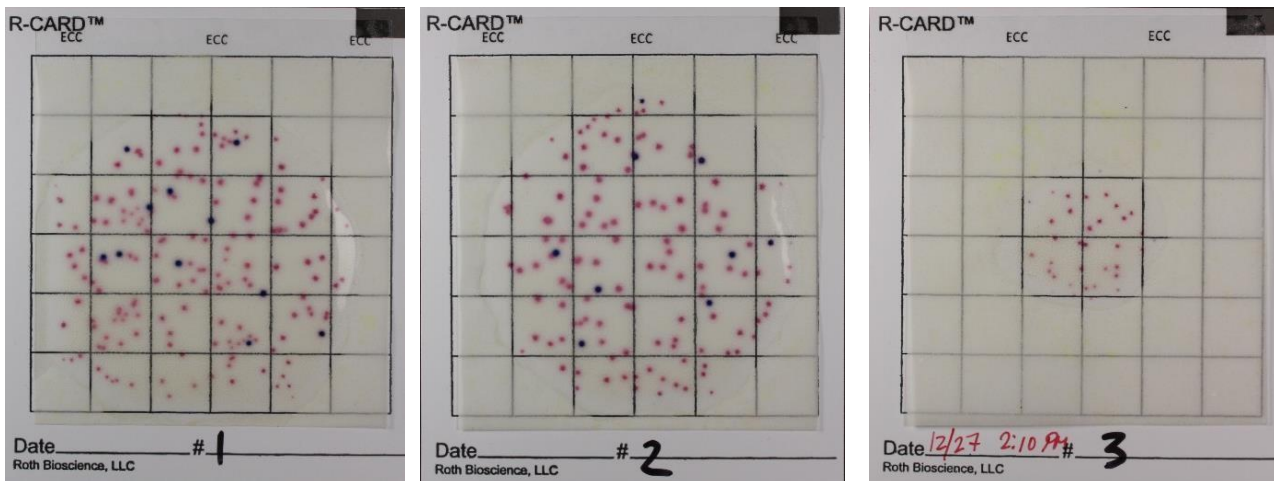 R-CARD™
ECC ECC ECC
Date #1
Roth Bioscience, LLC
R-CARD™
ECC ECC ECC
Date #2
Roth Bioscience, LLC
R-CARD™
ECC ECC
Date 12/27 2:10 PM # 3
Roth Bioscience, LLC